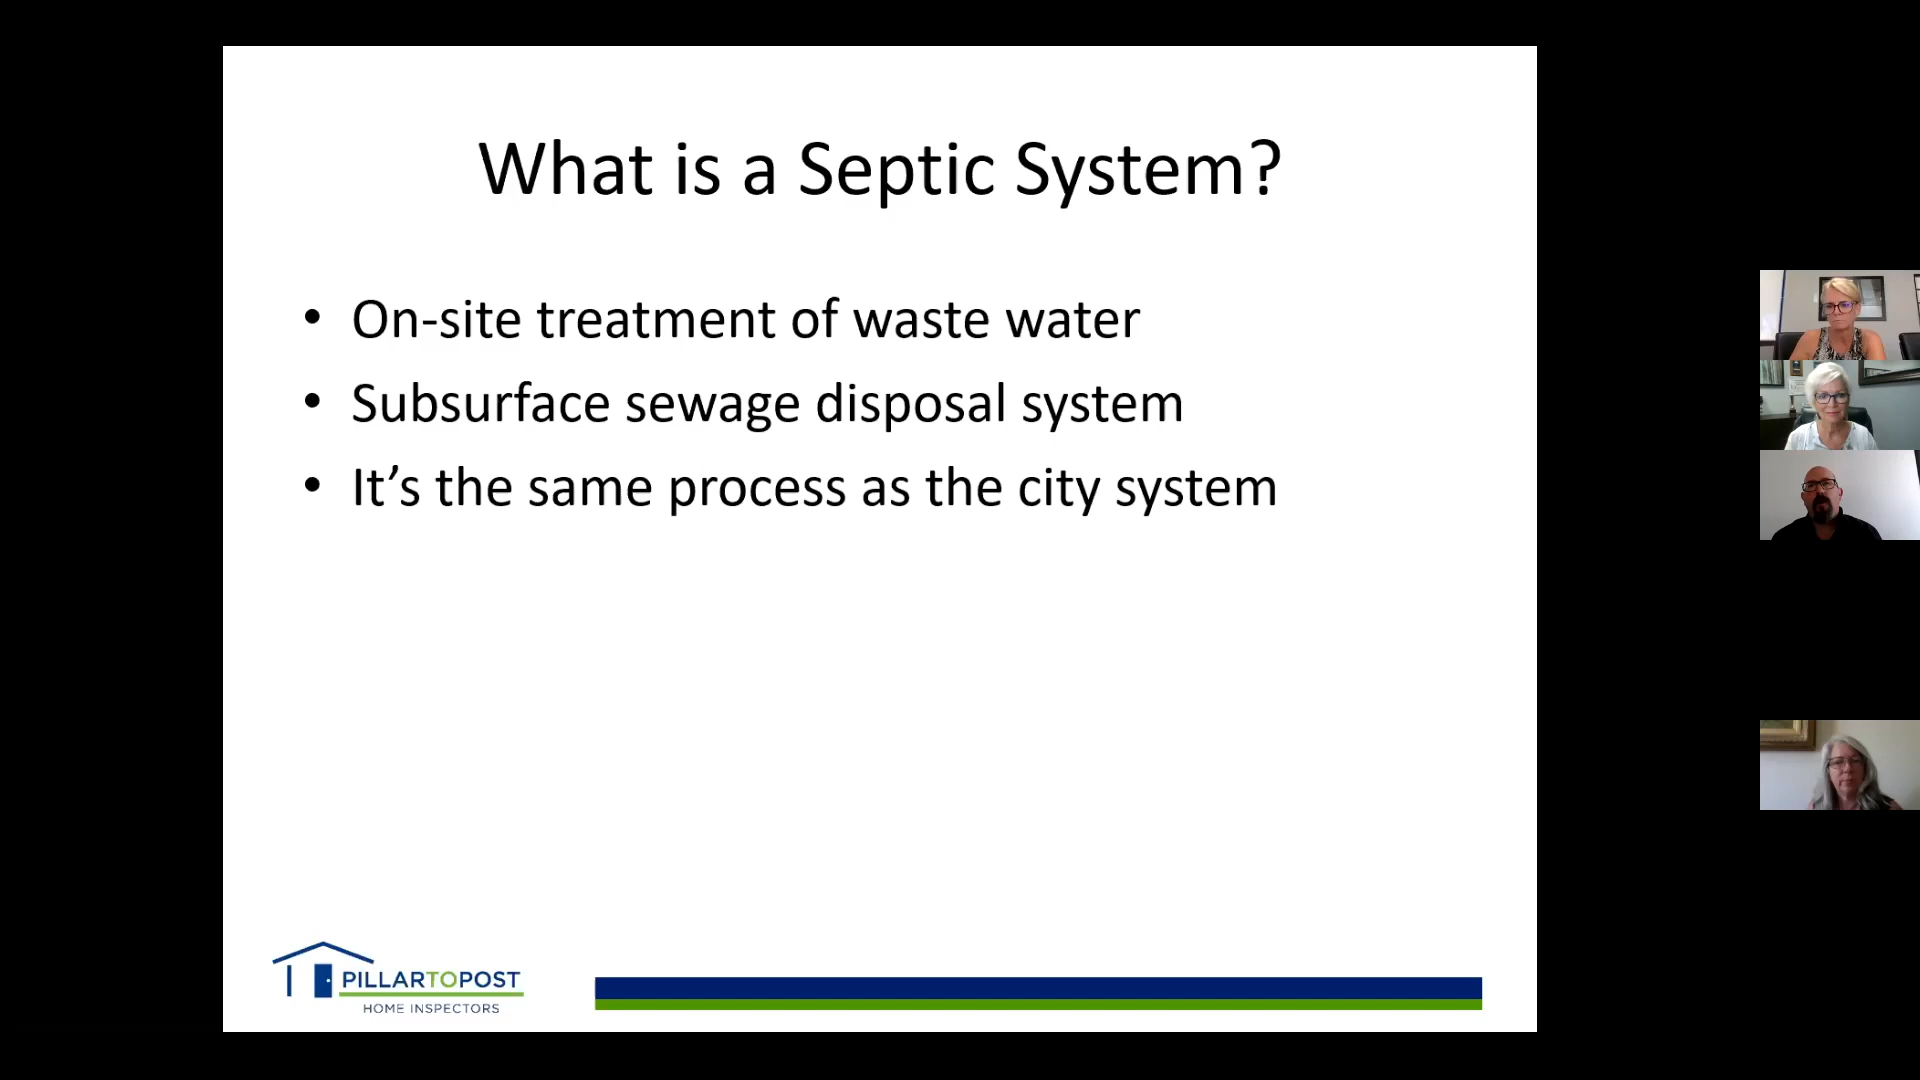 What is a Septic System?
• On-site treatment of waste water
• Subsurface sewage disposal system
• It’s the same process as the city system
PILLARTOPOST
HOME INSPECTORS